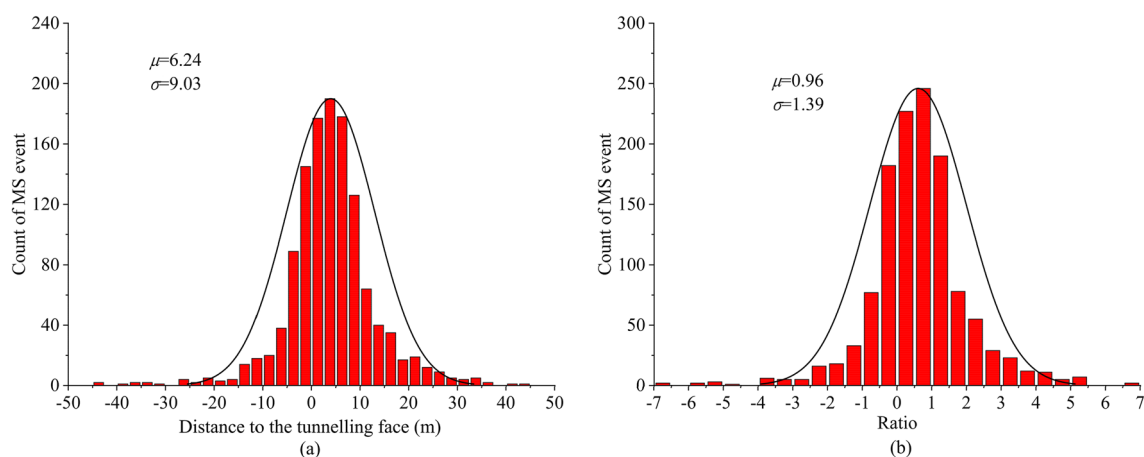 240
200
160
120
80
40
0
Count of MS event
μ=6.24
σ=9.03
-50 -40 -30 -20 -10 0 10 20 30 40 50
Distance to the tunnelling face (m)
(a)
300
250
200
150
100
50
0
Count of MS event
μ=0.96
σ=1.39
-7 -6 -5 -4 -3 -2 -1 0 1 2 3 4 5 6 7
Ratio
(b)